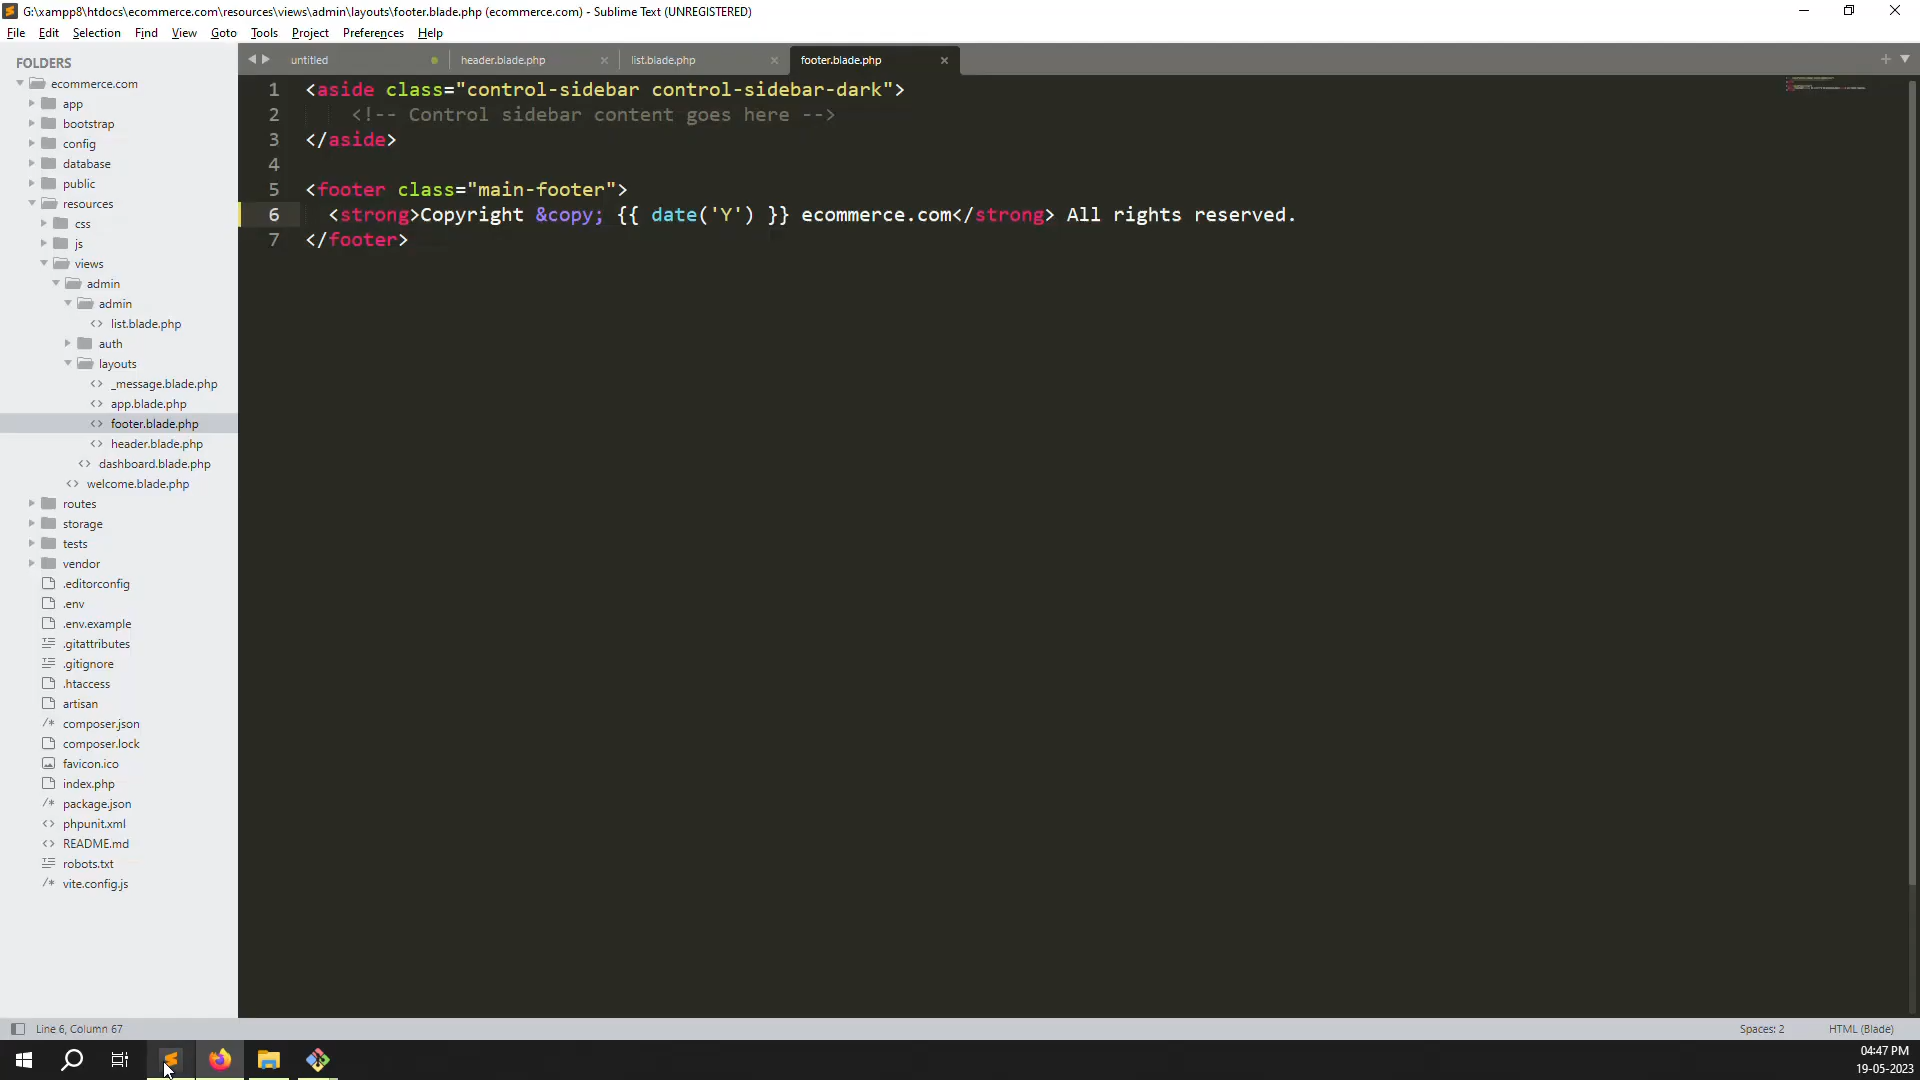 G:\xampp8\htdocs\ecommerce.com\resources\views\admin\layouts\footer.blade.php (ecommerce.com) - Sublime Text (UNREGISTERED)
File Edit Selection Find View Goto Tools Project Preferences Help
FOLDERS
ecommerce.com
app
bootstrap
config
database
public
resources
css
js
views
admin
admin
list.blade.php
auth
layouts
_message.blade.php
app.blade.php
footer.blade.php
header.blade.php
dashboard.blade.php
welcome.blade.php
routes
storage
tests
vendor
.editorconfig
.env
.env.example
.gitattributes
.gitignore
.htaccess
artisan
composer.json
composer.lock
favicon.ico
index.php
package.json
phpunit.xml
README.md
robots.txt
vite.config.js
untitled header.blade.php list.blade.php footer.blade.php
1 <aside class="control-sidebar control-sidebar-dark">
2 <!-- Control sidebar content goes here -->
3 </aside>
4
5 <footer class="main-footer">
6 <strong>Copyright &copy; {{ date('Y') }} ecommerce.com</strong> All rights reserved.
7 </footer>
Line 6, Column 67 Spaces: 2 HTML (Blade)
04:47 PM
19-05-2023